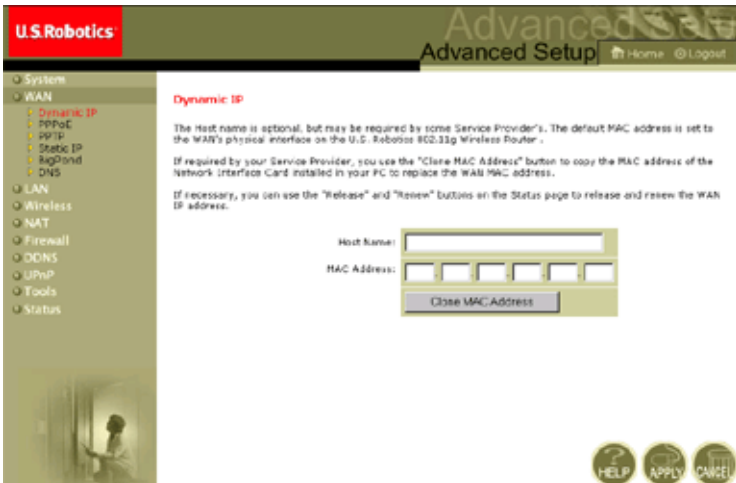 U.S.Robotics
Advanced Setup
Advanced Setup
Home
Logout
System
WAN
Dynamic IP
PPPoE
PPTP
Static IP
BigPond
DNS
LAN
Wireless
NAT
Firewall
DDNS
UPnP
Tools
Status
Dynamic IP
The Host name is optional, but may be required by some Service Provider's. The default MAC address is set to
the WAN's physical interface on the U.S. Robotics 802.11g Wireless Router .
If required by your Service Provider, you use the "Clone MAC Address" button to copy the MAC address of the
Network Interface Card installed in your PC to replace the WAN MAC address.
If necessary, you can use the "Release" and "Renew" buttons on the Status page to release and renew the WAN
IP address.
Host Name:
MAC Address:
Clone MAC Address
HELP
APPLY
CANCEL